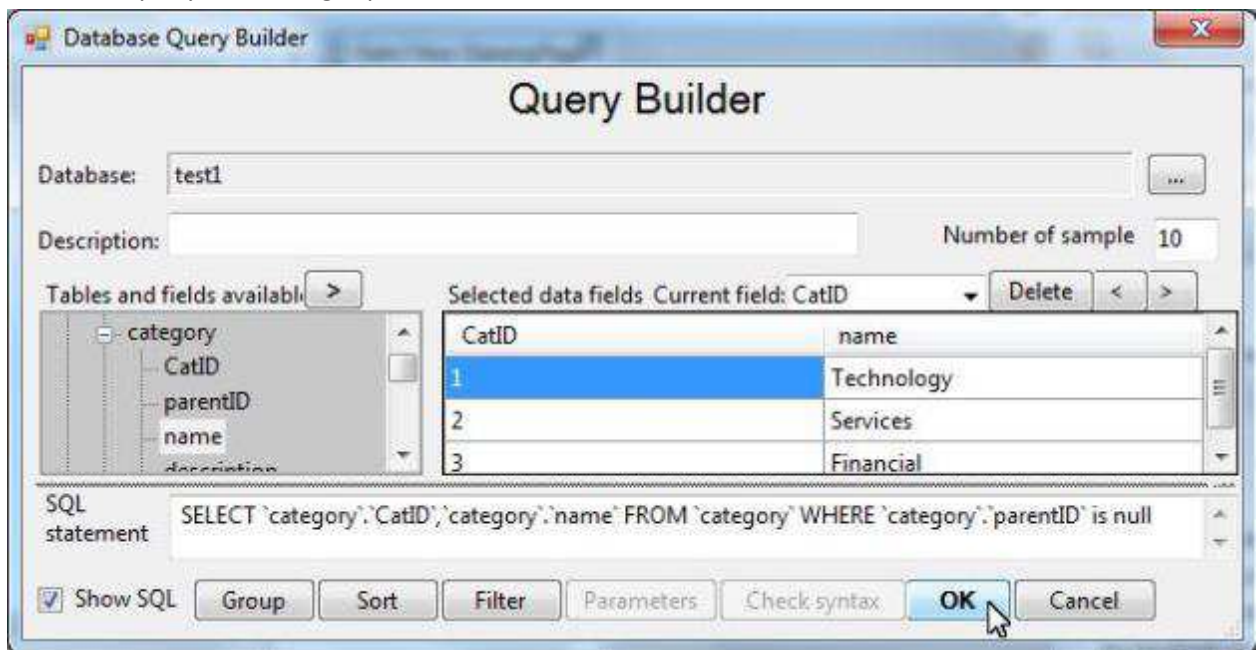 Database Query Builder
Query Builder
Database: test1 ...
Description: Number of sample 10
Tables and fields availabl > Selected data fields Current field: CatID Delete < >
category CatID name
CatID 1 Technology
parentID 2 Services
name 3 Financial
description
SQL
statement SELECT `category`.`CatID`,`category`.`name` FROM `category` WHERE `category`.`parentID` is null
Show SQL Group Sort Filter Parameters Check syntax OK Cancel